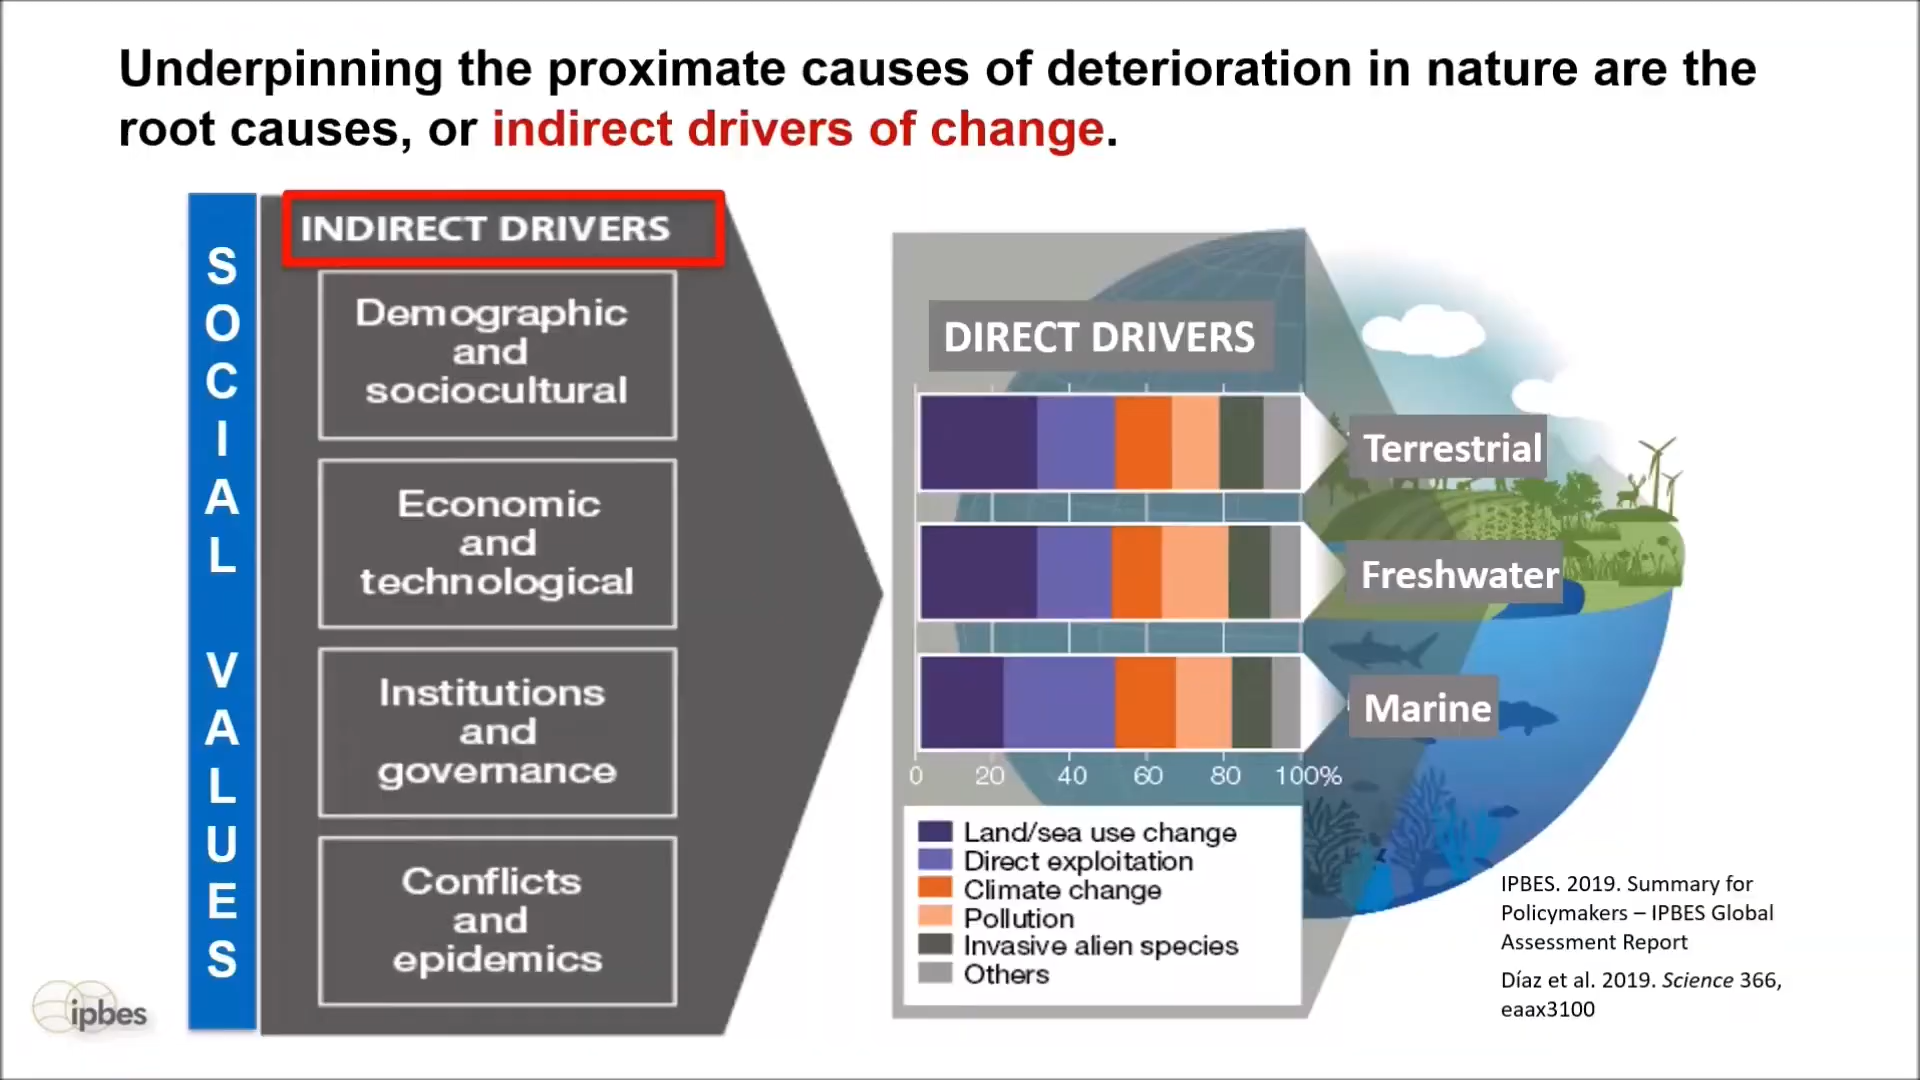 Underpinning the proximate causes of deterioration in nature are the
root causes, or indirect drivers of change.
SOCIAL VALUES
INDIRECT DRIVERS
Demographic
and
sociocultural
Economic
and
technological
Institutions
and
governance
Conflicts
and
epidemics
DIRECT DRIVERS
Terrestrial
Freshwater
Marine
0 20 40 60 80 100%
Land/sea use change
Direct exploitation
Climate change
Pollution
Invasive alien species
Others
IPBES. 2019. Summary for
Policymakers – IPBES Global
Assessment Report
Díaz et al. 2019. Science 366,
eaax3100
ipbes